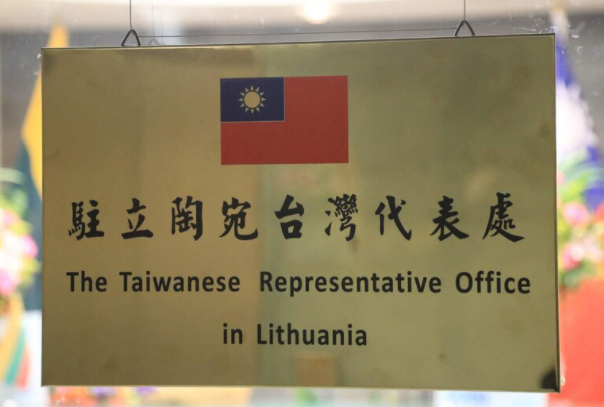 駐立陶宛台灣代表處
The Taiwanese Representative Office
in Lithuania